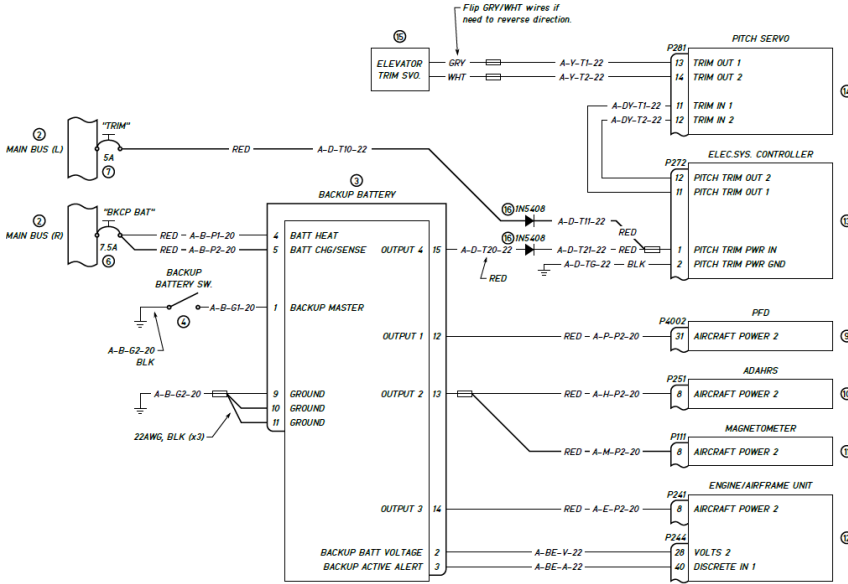 Flip GRY/WHT wires if
need to reverse direction.
PITCH SERVO
15
P281
ELEVATOR
TRIM SVO.
GRY
A-Y-T1-22
13 TRIM OUT 1
WHT
A-Y-T2-22
14 TRIM OUT 2
14
A-DY-T1-22
11 TRIM IN 1
A-DY-T2-22
12 TRIM IN 2
2
MAIN BUS (L)
"TRIM"
5A
7
RED
A-D-T10-22
ELEC.SYS. CONTROLLER
P272
12 PITCH TRIM OUT 2
11 PITCH TRIM OUT 1
13
3
BACKUP BATTERY
16 1N5408
A-D-T11-22
RED
2
MAIN BUS (R)
"BKCP BAT"
7.5A
6
RED - A-B-P1-20
4 BATT HEAT
RED - A-B-P2-20
5 BATT CHG/SENSE
OUTPUT 4 15
A-D-T20-22
RED
16 1N5408
A-D-T21-22
RED
1 PITCH TRIM PWR IN
A-D-TG-22 - BLK
2 PITCH TRIM PWR GND
BACKUP
BATTERY SW.
4
A-B-G1-20
1 BACKUP MASTER
A-B-G2-20
BLK
PFD
P4002
OUTPUT 1 12
RED - A-P-P2-20
31 AIRCRAFT POWER 2
9
ADAHRS
P251
A-B-G2-20
9 GROUND
10 GROUND
11 GROUND
22AWG, BLK (x3)
OUTPUT 2 13
RED - A-H-P2-20
8 AIRCRAFT POWER 2
10
MAGNETOMETER
P111
RED - A-M-P2-20
8 AIRCRAFT POWER 2
ENGINE/AIRFRAME UNIT
P241
OUTPUT 3 14
RED - A-E-P2-20
8 AIRCRAFT POWER 2
P244
BACKUP BATT VOLTAGE 2
A-BE-V-22
28 VOLTS 2
BACKUP ACTIVE ALERT 3
A-BE-A-22
40 DISCRETE IN 1